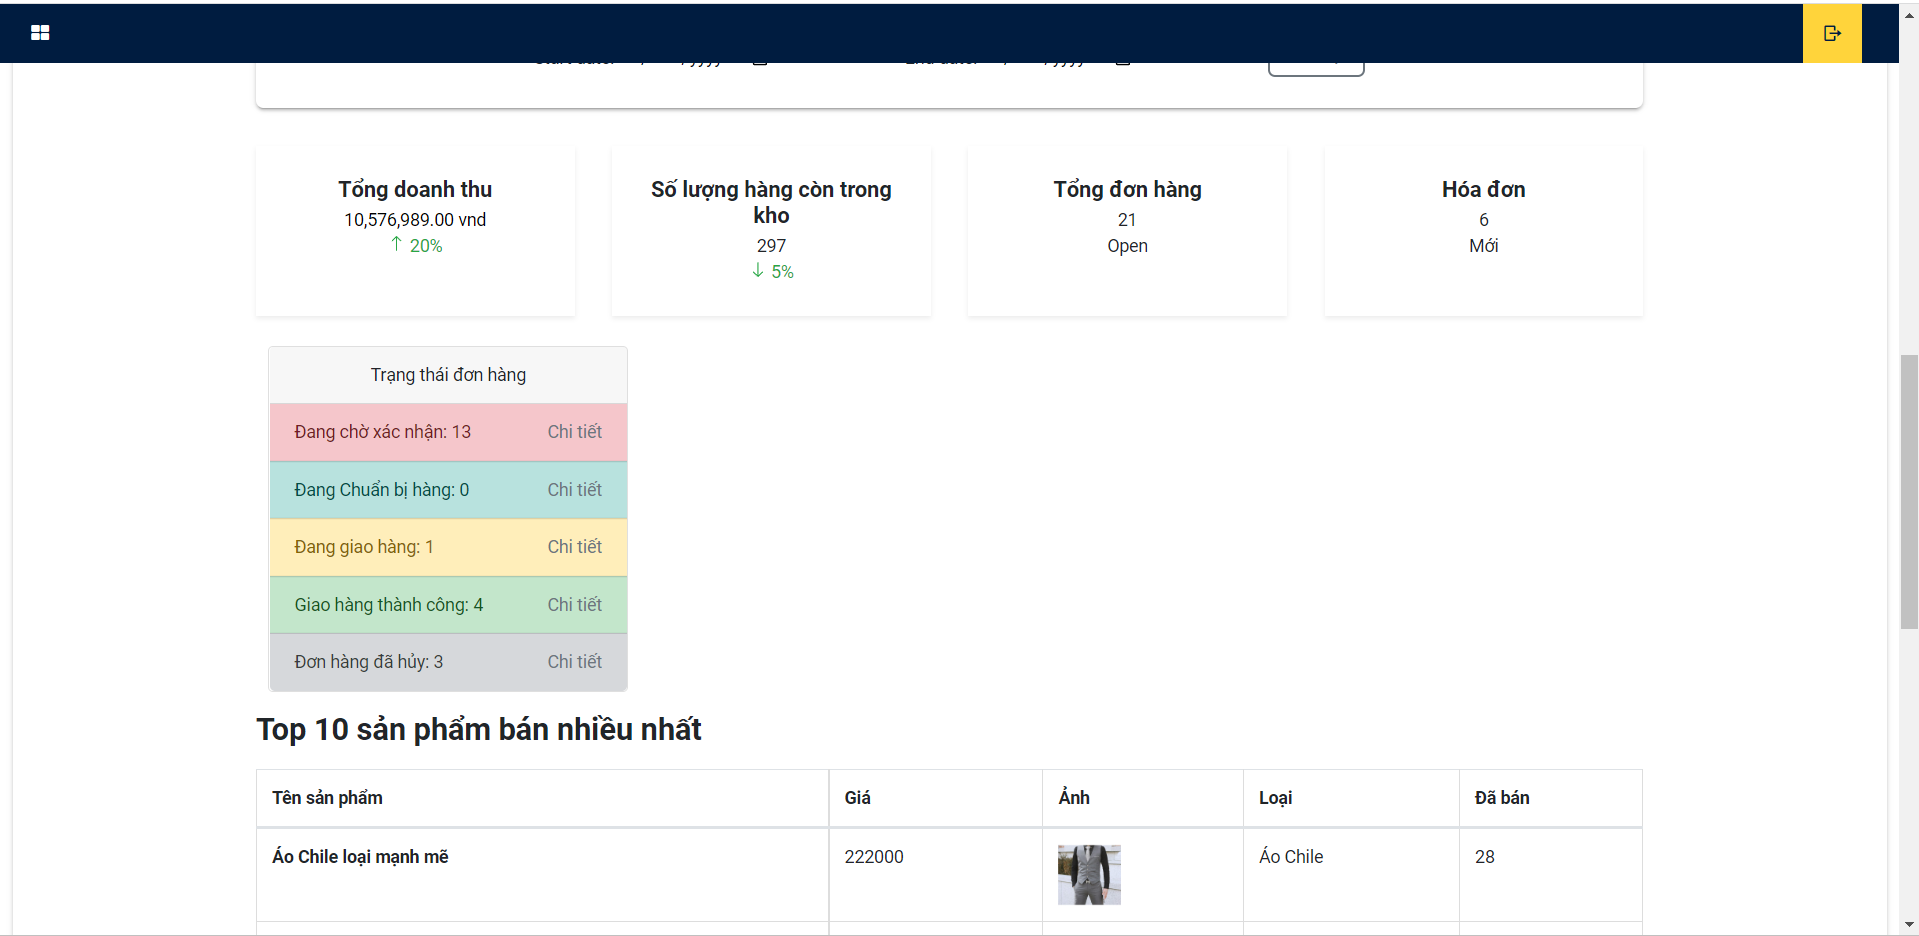 Tổng doanh thu
10,576,989.00 vnd
↑ 20%
Số lượng hàng còn trong
kho
297
↓ 5%
Tổng đơn hàng
21
Open
Hóa đơn
6
Mới
Trạng thái đơn hàng
Đang chờ xác nhận: 13 Chi tiết
Đang Chuẩn bị hàng: 0 Chi tiết
Đang giao hàng: 1 Chi tiết
Giao hàng thành công: 4 Chi tiết
Đơn hàng đã hủy: 3 Chi tiết
Top 10 sản phẩm bán nhiều nhất
Tên sản phẩm Giá Ảnh Loại Đã bán
Áo Chile loại mạnh mẽ 222000 Áo Chile 28